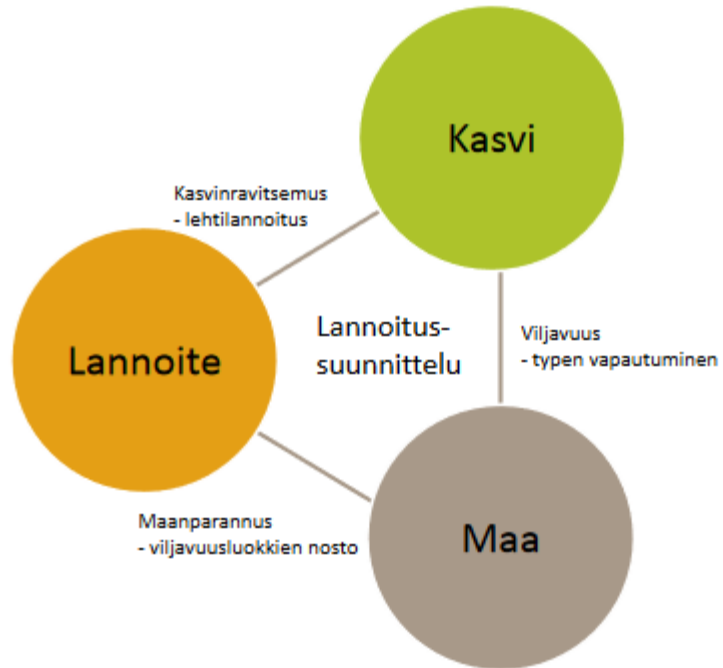 Kasvi
Kasvinravitsemus
- lehtilannoitus
Lannoite
Lannoitus-
suunnittelu
Viljavuus
- typen vapautuminen
Maanparannus
- viljavuusluokkien nosto
Maa